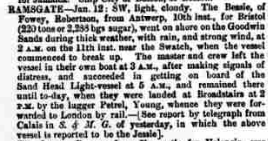 RAMSGATE—Jan. 12: SW, light, cloudy. The Bessie, of
Fowey, Robertson, from Antwerp, 10th inst., for Bristol
(220 tons or 2,288 bgs sugar), went on shore on the Goodwin
Sands during thick weather, with rain, and strong wind, at
2 A.M. on the 11th inst. near the Swatch, when the vessel
commenced to break up. The master and crew left the
vessel in their own boat at 3 A.M., after making signals of
distress, and succeeded in getting on board of the
Sand Head Light-vessel at 5 A.M., and remained there
until to-day, when they were landed at Broadstairs at 2
P.M. by the lugger Petrel, Young, whence they were for-
warded to London by rail.—[See report by telegraph from
Calais in S. & M. G. of yesterday, in which the above
vessel is reported to be the Jessie].